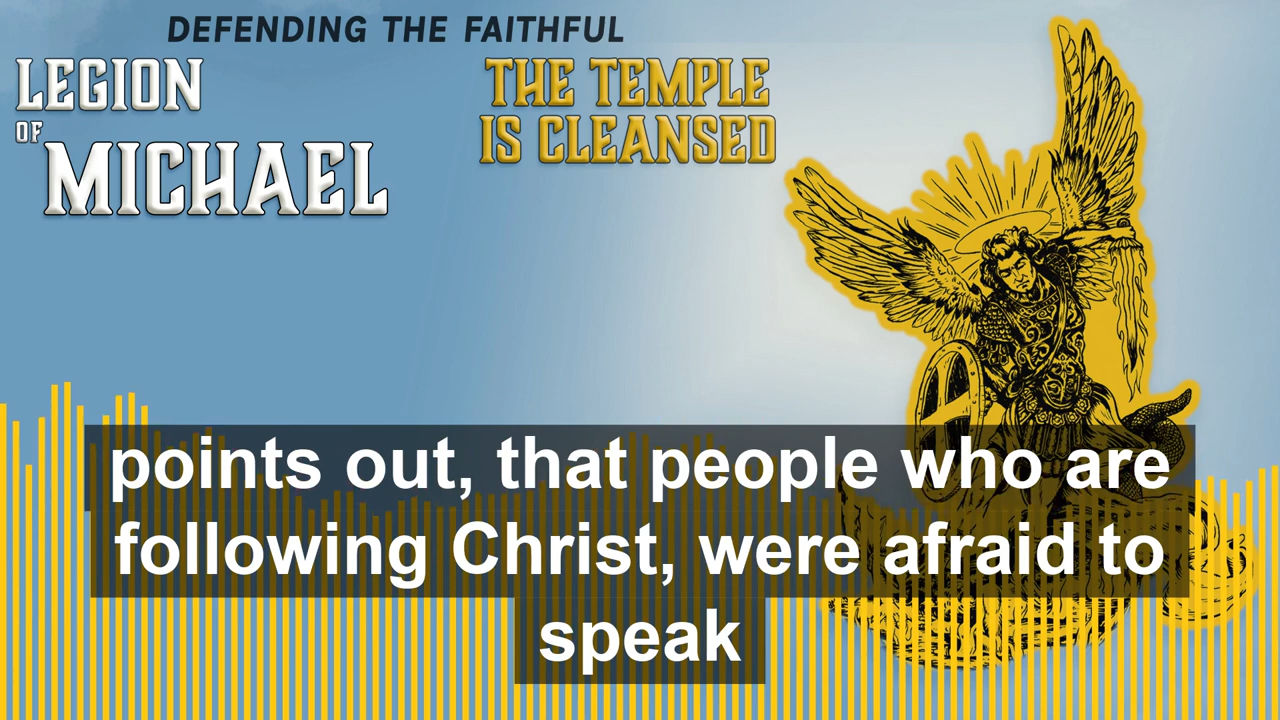 DEFENDING THE FAITHFUL
LEGION
OF
MICHAEL
THE TEMPLE
IS CLEANSED
points out, that people who are
following Christ, were afraid to
speak